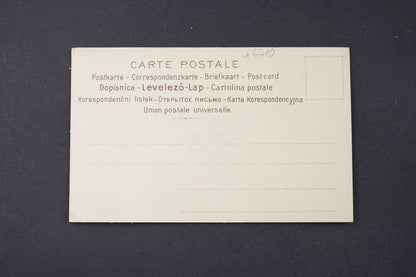 x 6410
CARTE POSTALE
Postkarte - Correspondenzkarte - Briefkaart - Post card
Dopisnica - Levelező-Lap - Cartolina postale
Korespondenční lístek - Открытое письмо - Karta Korespondencyjna
Union postale universelle